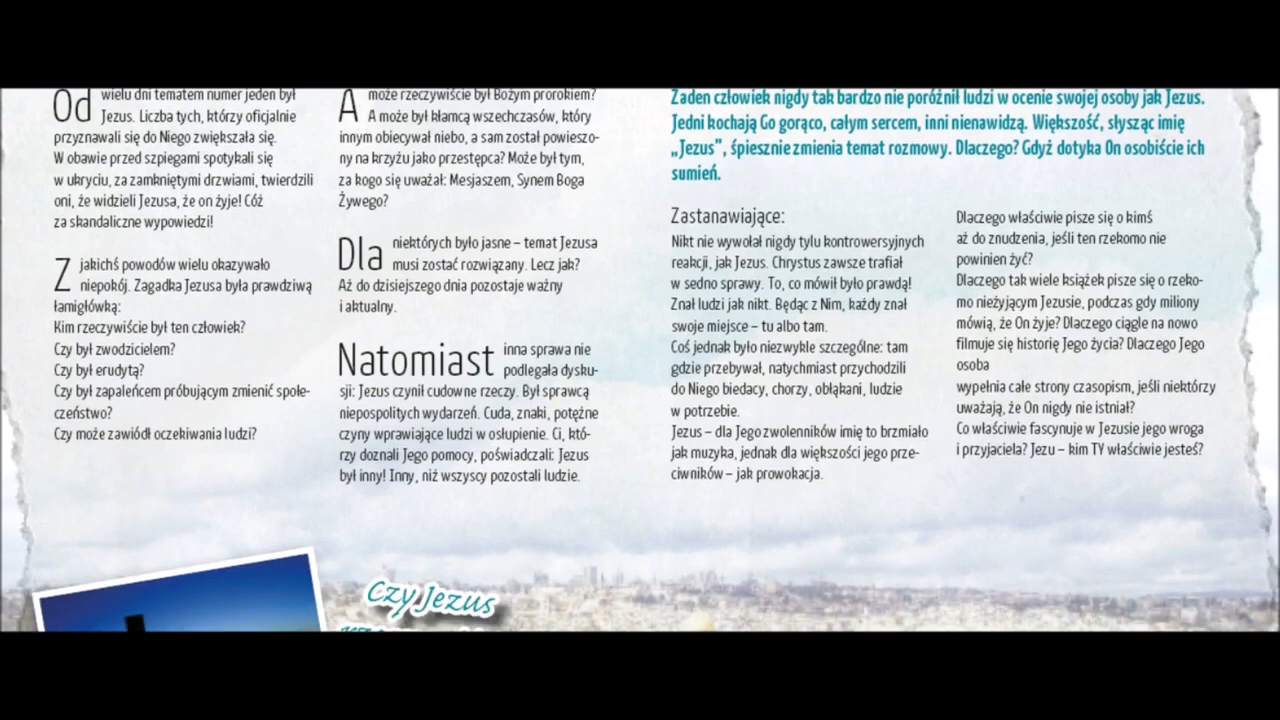 Od wielu dni tematem numer jeden był
Jezus. Liczba tych, którzy oficjalnie
przyznawali się do Niego zwiększała się.
W obawie przed szpiegami spotykali się
w ukryciu, za zamkniętymi drzwiami, twierdzili
oni, że widzieli Jezusa, że on żyje! Cóż
za skandaliczne wypowiedzi!
Z jakichś powodów wielu okazywało
niepokój. Zagadka Jezusa była prawdziwą
łamigłówką:
Kim rzeczywiście był ten człowiek?
Czy był zwodzicielem?
Czy był erudytą?
Czy był zapaleńcem próbującym zmienić społe-
czeństwo?
Czy może zawiódł oczekiwania ludzi?
A może rzeczywiście był Bożym prorokiem?
A może był kłamcą wszechczasów, który
innym obiecywał niebo, a sam został powieszo-
ny na krzyżu jako przestępca? Może był tym,
za kogo się uważał: Mesjaszem, Synem Boga
Żywego?
Dla niektórych było jasne – temat Jezusa
musi zostać rozwiązany. Lecz jak?
Aż do dzisiejszego dnia pozostaje ważny
i aktualny.
Natomiast inna sprawa nie
podlegała dysku-
sji: Jezus czynił cudowne rzeczy. Był sprawcą
niepospolitych wydarzeń. Cuda, znaki, potężne
czyny wprawiające ludzi w osłupienie. Ci, któ-
rzy doznali Jego pomocy, poświadczali: Jezus
był inny! Inny, niż wszyscy pozostali ludzie.
Żaden człowiek nigdy tak bardzo nie poróżnił ludzi w ocenie swojej osoby jak Jezus.
Jedni kochają Go gorąco, całym sercem, inni nienawidzą. Większość, słysząc imię
„Jezus”, śpiesznie zmienia temat rozmowy. Dlaczego? Gdyż dotyka On osobiście ich
sumień.
Zastanawiające:
Nikt nie wywołał nigdy tylu kontrowersyjnych
reakcji, jak Jezus. Chrystus zawsze trafiał
w sedno sprawy. To, co mówił było prawdą!
Znał ludzi jak nikt. Będąc z Nim, każdy znał
swoje miejsce – tu albo tam.
Coś jednak było niezwykle szczególne: tam
gdzie przebywał, natychmiast przychodzili
do Niego biedacy, chorzy, obłąkani, ludzie
w potrzebie.
Jezus – dla Jego zwolenników imię to brzmiało
jak muzyka, jednak dla większości jego prze-
ciwników – jak prowokacja.
Dlaczego właściwie pisze się o kimś
aż do znudzenia, jeśli ten rzekomo nie
powinien żyć?
Dlaczego tak wiele książek pisze się o rzeko-
mo nieżyjącym Jezusie, podczas gdy miliony
mówią, że On żyje? Dlaczego ciągle na nowo
filmuje się historię Jego życia? Dlaczego Jego
osoba
wypełnia całe strony czasopism, jeśli niektórzy
uważają, że On nigdy nie istniał?
Co właściwie fascynuje w Jezusie jego wroga
i przyjaciela? Jezu – kim TY właściwie jesteś?
Czy Jezus